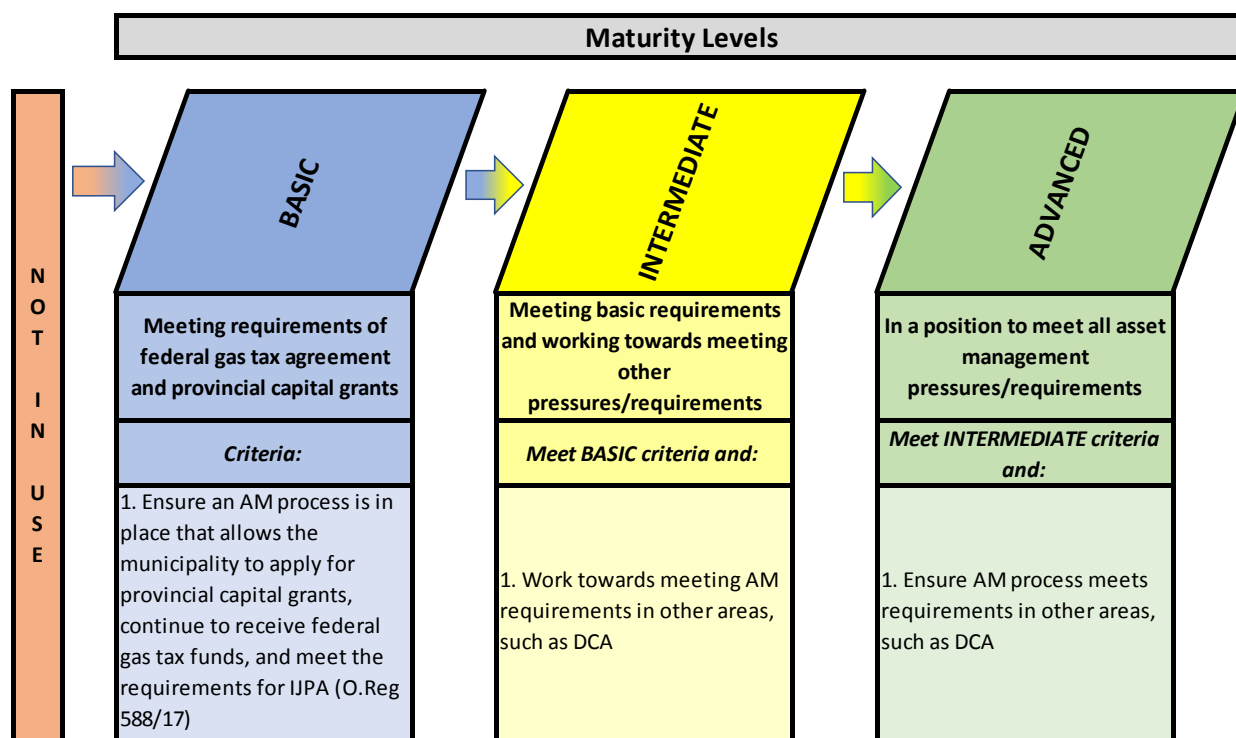 Maturity Levels
NOT IN USE
BASIC
INTERMEDIATE
ADVANCED
Meeting requirements of
federal gas tax agreement
and provincial capital grants
Meeting basic requirements
and working towards meeting
other
pressures/requirements
In a position to meet all asset
management
pressures/requirements
Criteria:
Meet BASIC criteria and:
Meet INTERMEDIATE criteria
and:
1. Ensure an AM process is in
place that allows the
municipality to apply for
provincial capital grants,
continue to receive federal
gas tax funds, and meet the
requirements for IJPA (O.Reg
588/17)
1. Work towards meeting AM
requirements in other areas,
such as DCA
1. Ensure AM process meets
requirements in other areas,
such as DCA